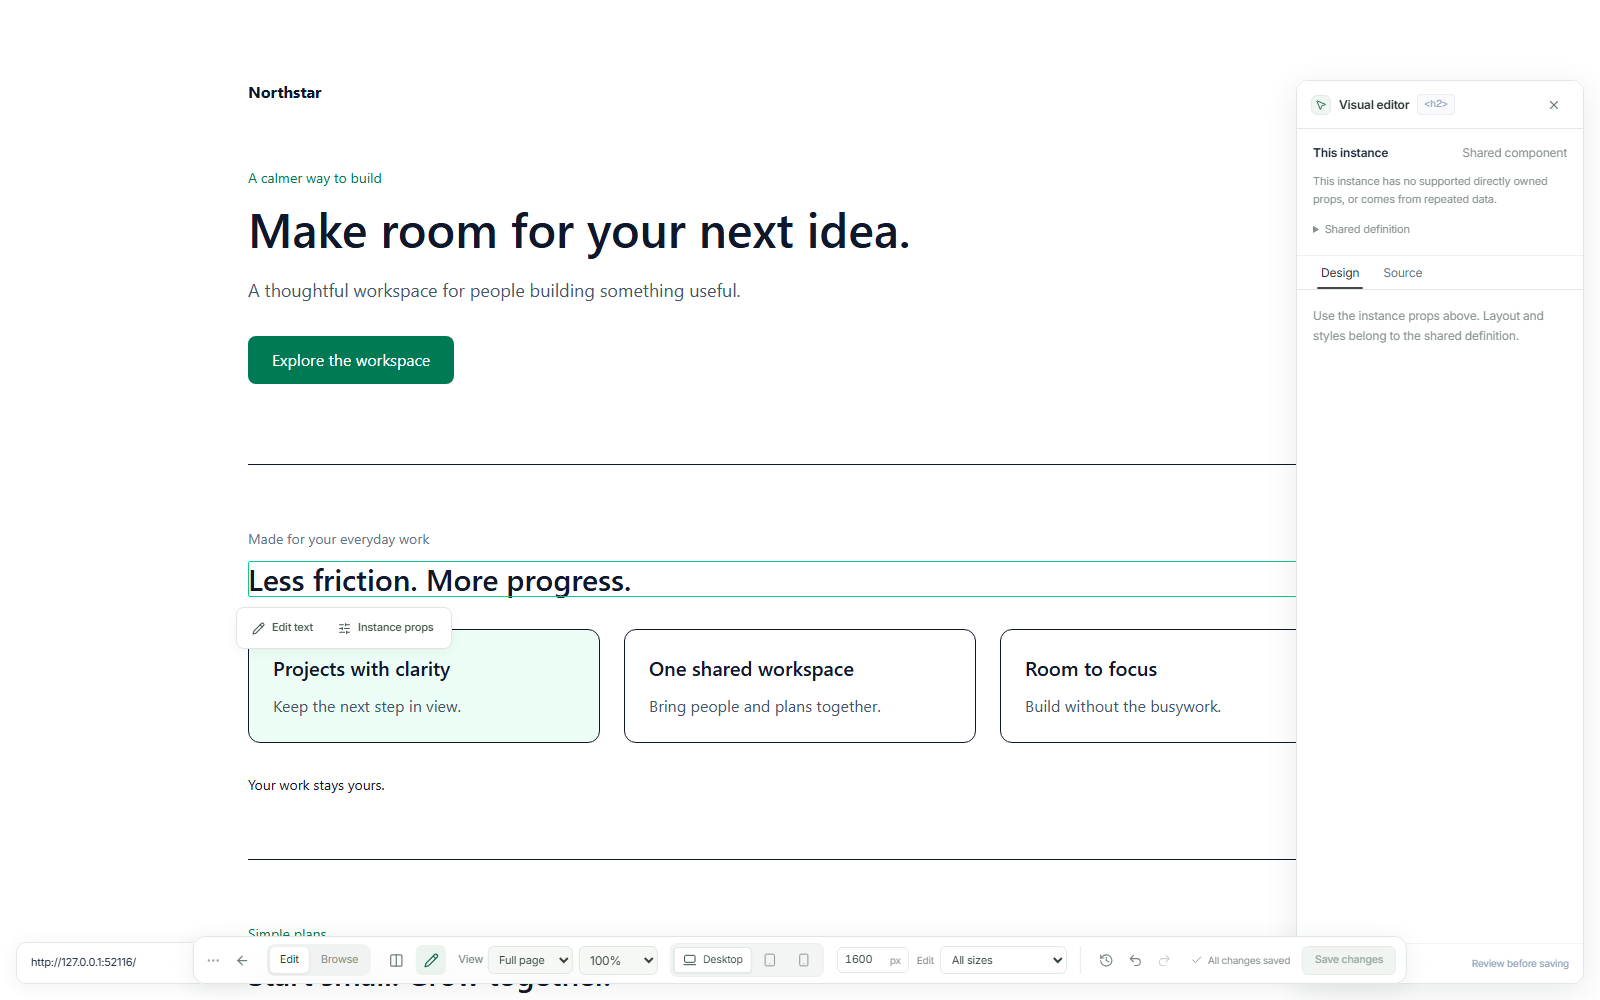 Northstar
A calmer way to build
Make room for your next idea.
A thoughtful workspace for people building something useful.
Explore the workspace
Made for your everyday work
Less friction. More progress.
Edit text
Instance props
Projects with clarity
Keep the next step in view.
One shared workspace
Bring people and plans together.
Room to focus
Build without the busywork.
Your work stays yours.
Simple plans
Start small. Grow together.
Visual editor <h2>
This instance
Shared component
This instance has no supported directly owned
props, or comes from repeated data.
Shared definition
Design
Source
Use the instance props above. Layout and
styles belong to the shared definition.
Review before saving
http://127.0.0.1:52116/
Edit
Browse
View
Full page
100%
Desktop
1600 px
Edit
All sizes
All changes saved
Save changes